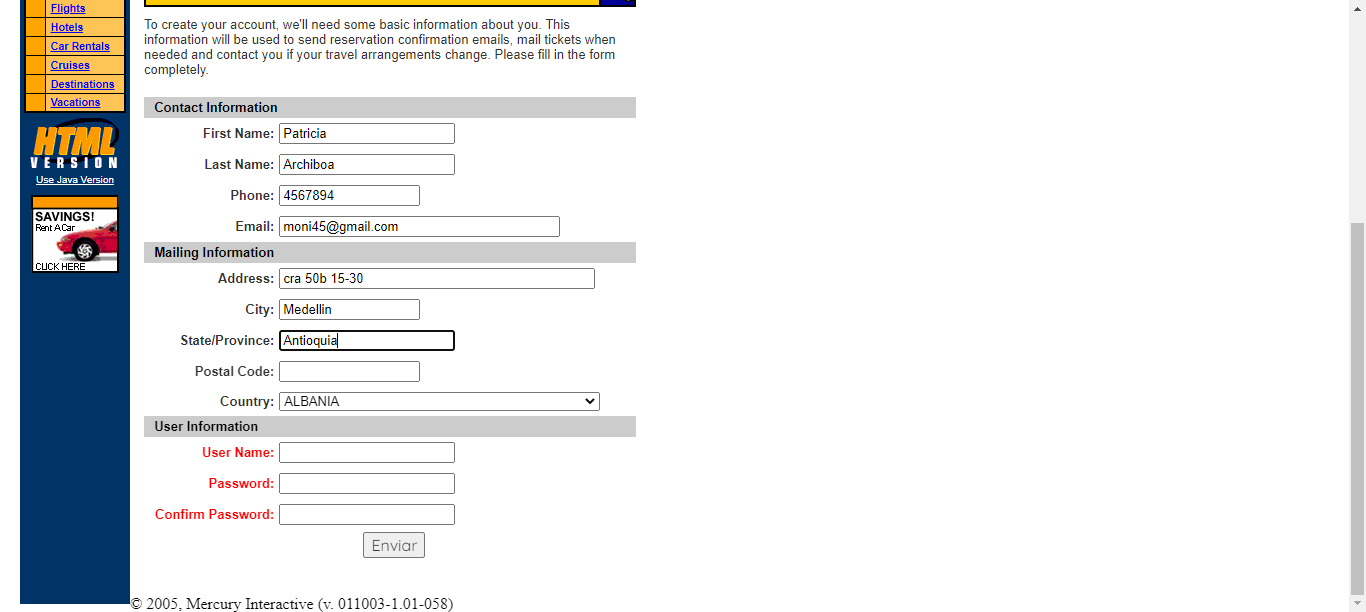 Flights
Hotels
Car Rentals
Cruises
Destinations
Vacations
HTML
VERSION
Use Java Version
SAVINGS!
Rent A Car
CLICK HERE
To create your account, we'll need some basic information about you. This
information will be used to send reservation confirmation emails, mail tickets when
needed and contact you if your travel arrangements change. Please fill in the form
completely.
Contact Information
First Name: Patricia
Last Name: Archiboa
Phone: 4567894
Email: moni45@gmail.com
Mailing Information
Address: cra 50b 15-30
City: Medellin
State/Province: Antioquia
Postal Code:
Country: ALBANIA
User Information
User Name:
Password:
Confirm Password:
Enviar
© 2005, Mercury Interactive (v. 011003-1.01-058)